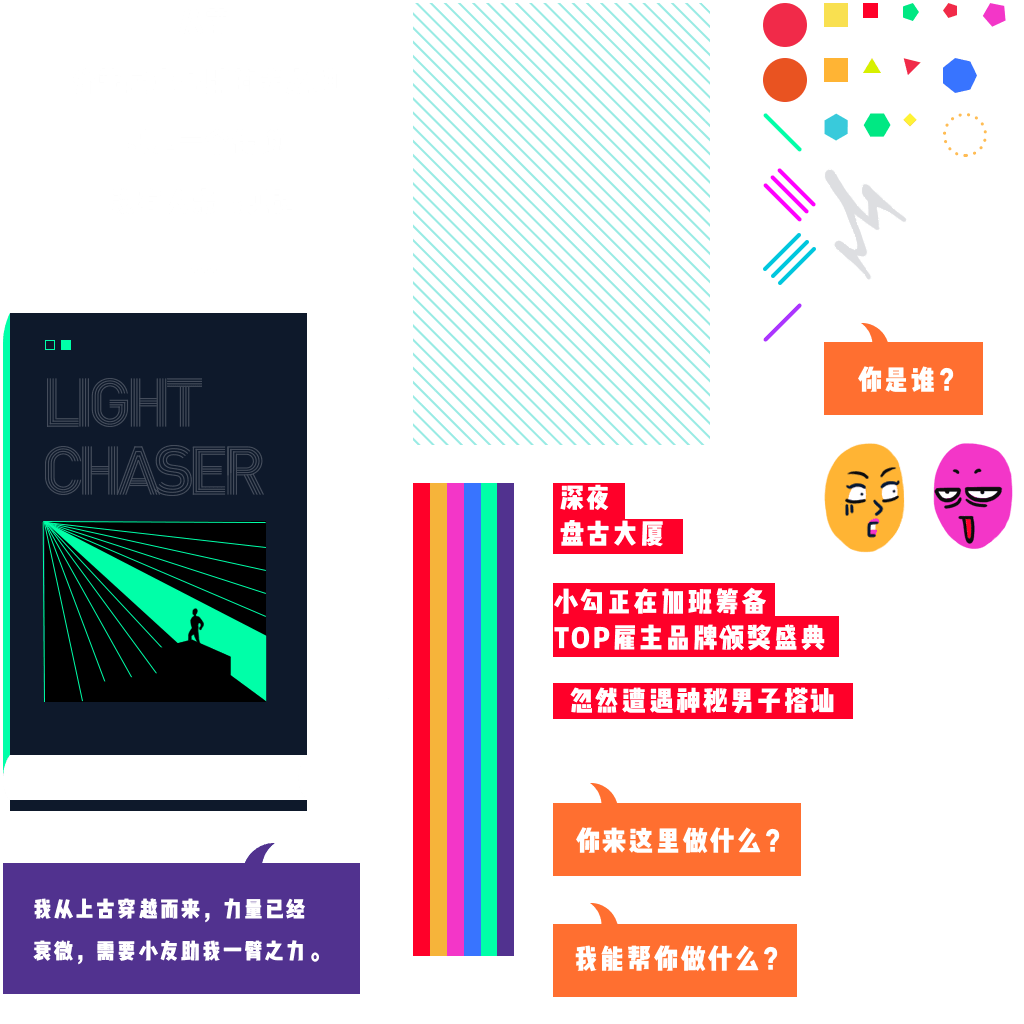 你是谁?
LIGHT
CHASER
深夜
盘古大厦
小勾正在加班筹备
TOP雇主品牌颁奖盛典
忽然遭遇神秘男子搭讪
你来这里做什么?
我从上古穿越而来，力量已经
衰微，需要小友助我一臂之力。
我能帮你做什么?